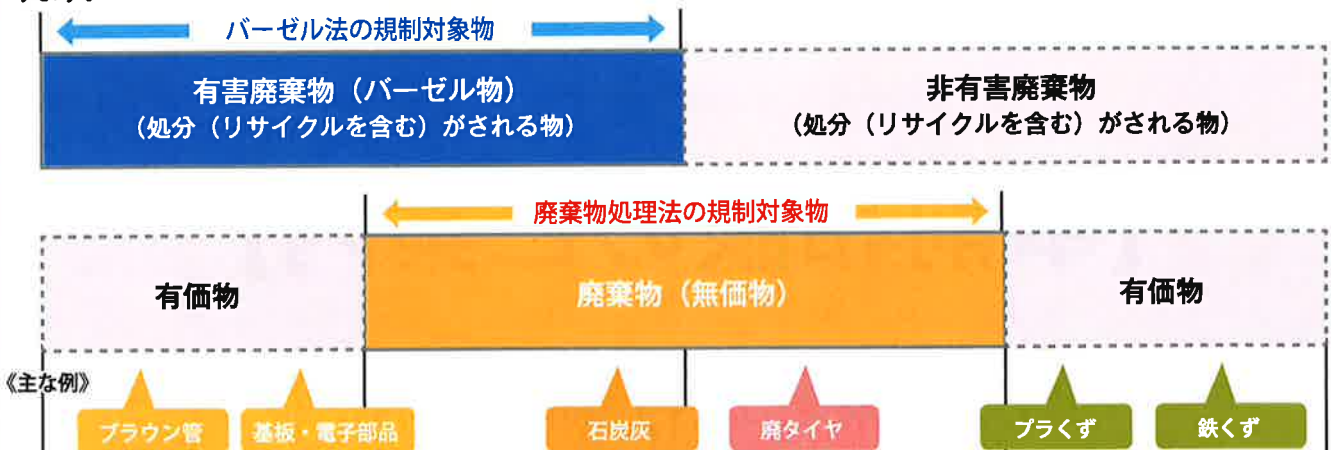 バーゼル法の規制対象物
有害廃棄物（バーゼル物）
（処分（リサイクルを含む）がされる物）
非有害廃棄物
（処分（リサイクルを含む）がされる物）
廃棄物処理法の規制対象物
有価物
廃棄物（無価物）
有価物
《主な例》
ブラウン管
基板・電子部品
石炭灰
廃タイヤ
プラくず
鉄くず